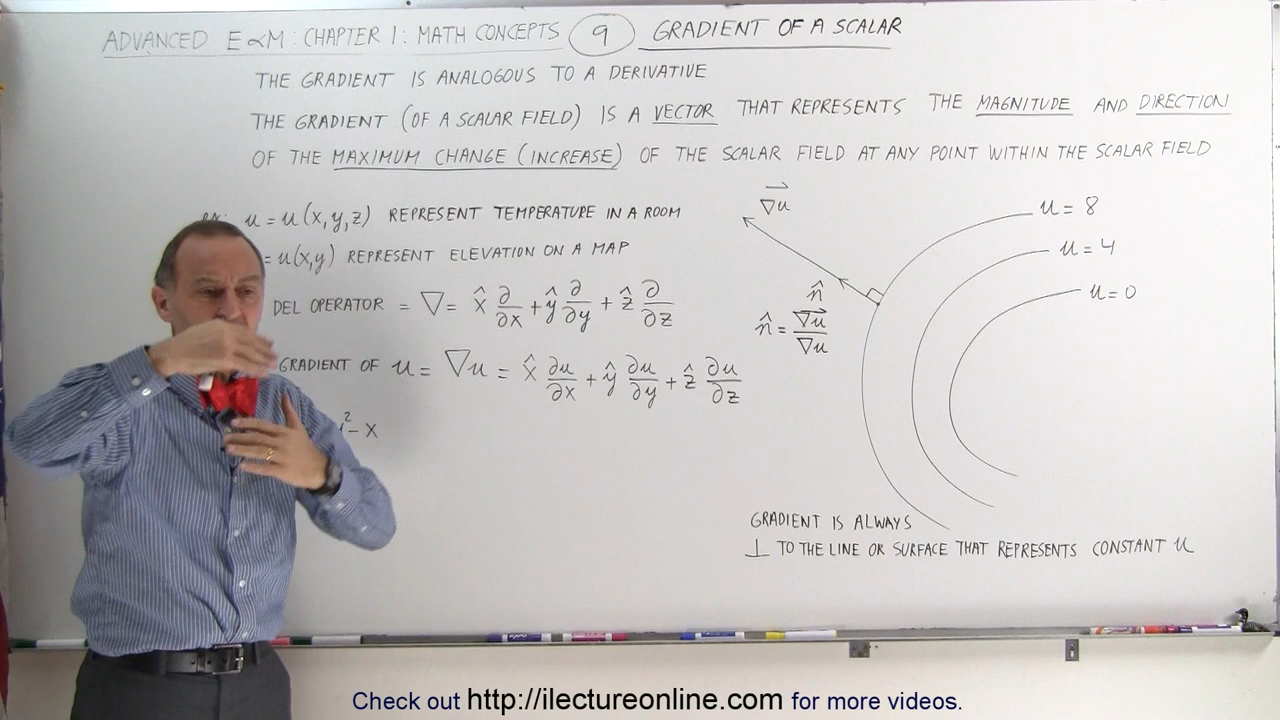 ADVANCED E∝M: CHAPTER 1: MATH CONCEPTS 9 GRADIENT OF A SCALAR
THE GRADIENT IS ANALOGOUS TO A DERIVATIVE
THE GRADIENT (OF A SCALAR FIELD) IS A VECTOR THAT REPRESENTS THE MAGNITUDE AND DIRECTION
OF THE MAXIMUM CHANGE (INCREASE) OF THE SCALAR FIELD AT ANY POINT WITHIN THE SCALAR FIELD
u = u(x,y,z) REPRESENT TEMPERATURE IN A ROOM
= u(x,y) REPRESENT ELEVATION ON A MAP
DEL OPERATOR = ∇ = x̂ ∂/∂x + ŷ ∂/∂y + ẑ ∂/∂z
GRADIENT OF u = ∇u = x̂ ∂u/∂x + ŷ ∂u/∂y + ẑ ∂u/∂z
² - x
∇u
u = 8
u = 4
u = 0
n̂
n̂ = ∇u/∇u
GRADIENT IS ALWAYS
⊥ TO THE LINE OR SURFACE THAT REPRESENTS CONSTANT u
Check out http://ilectureonline.com for more videos.